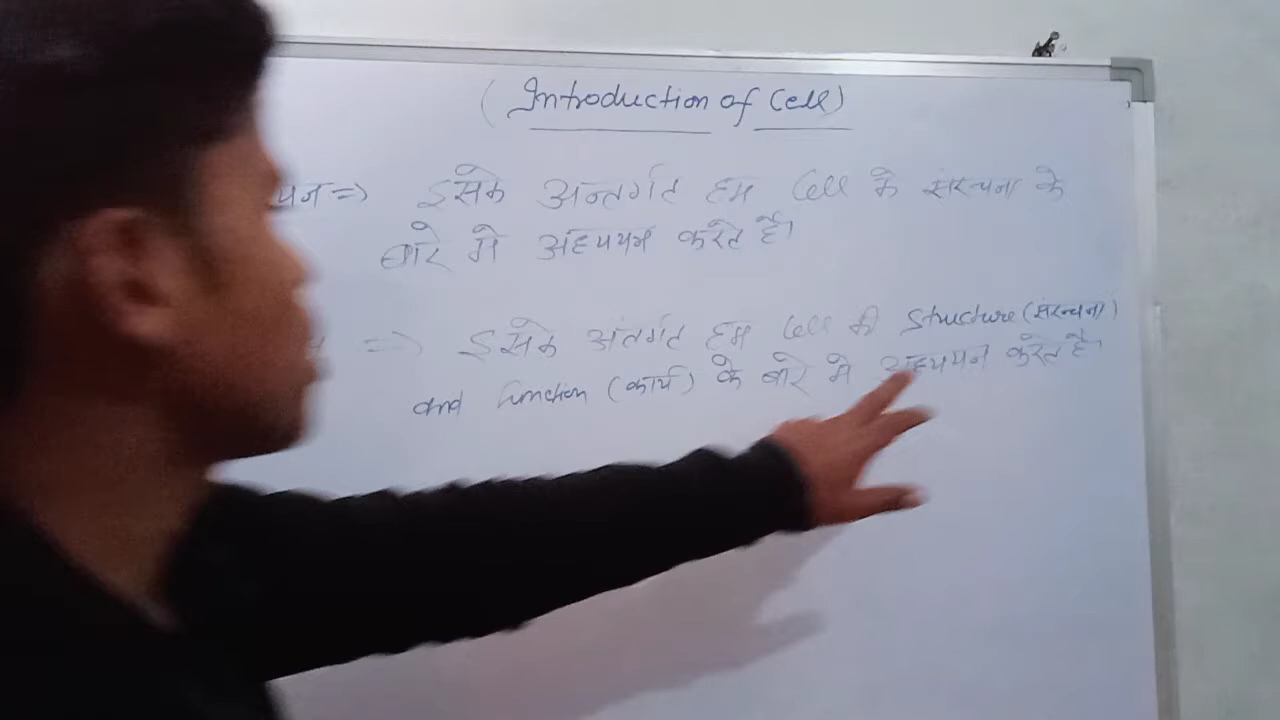 (Introduction of Cell)
=> इसके अन्तर्गत हम Cell के संरचना के
बारे मे अध्ययन करते है।
=> इसके अंतर्गत हम Cell की Structure (संरचना)
and function (कार्य) के बारे मे अध्ययन करते है।